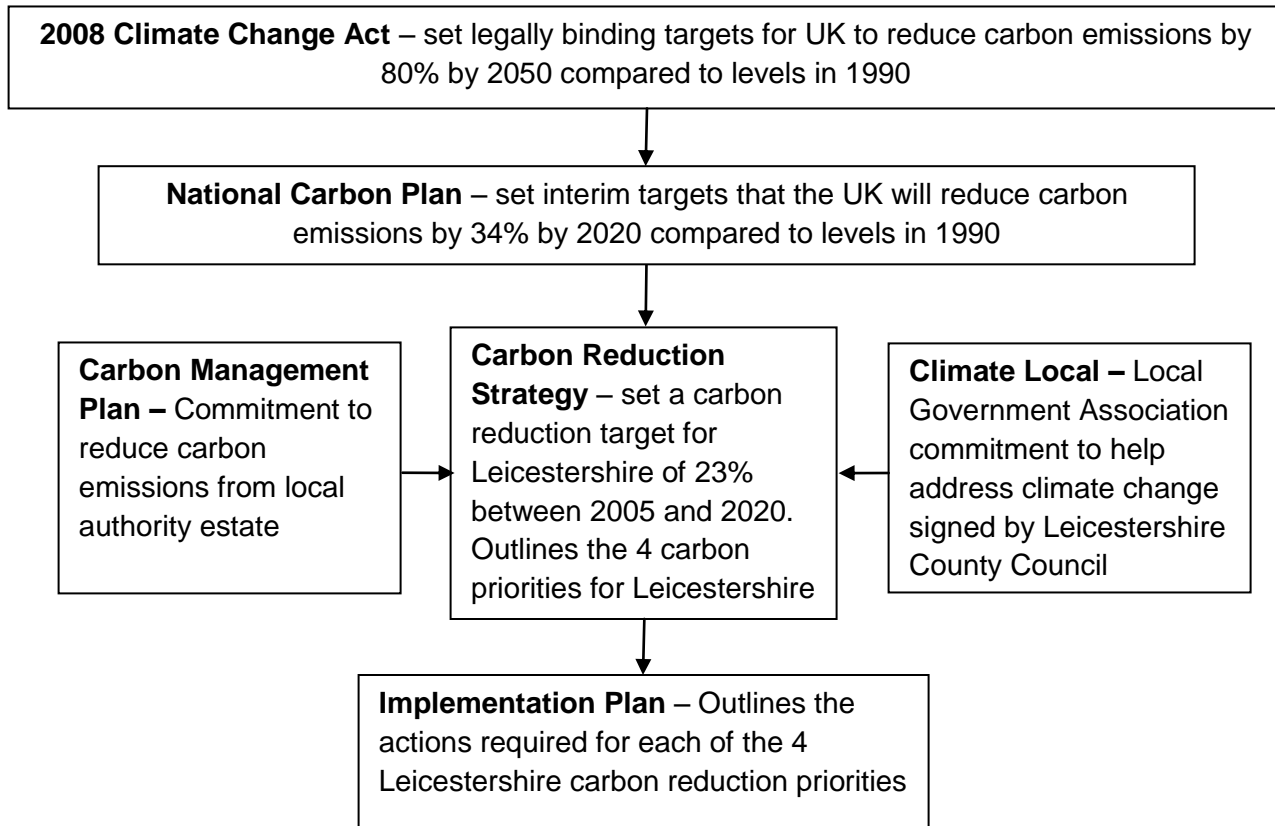 2008 Climate Change Act – set legally binding targets for UK to reduce carbon emissions by
80% by 2050 compared to levels in 1990
National Carbon Plan – set interim targets that the UK will reduce carbon
emissions by 34% by 2020 compared to levels in 1990
Carbon Management
Plan – Commitment to
reduce carbon
emissions from local
authority estate
Carbon Reduction
Strategy – set a carbon
reduction target for
Leicestershire of 23%
between 2005 and 2020.
Outlines the 4 carbon
priorities for Leicestershire
Climate Local – Local
Government Association
commitment to help
address climate change
signed by Leicestershire
County Council
Implementation Plan – Outlines the
actions required for each of the 4
Leicestershire carbon reduction priorities